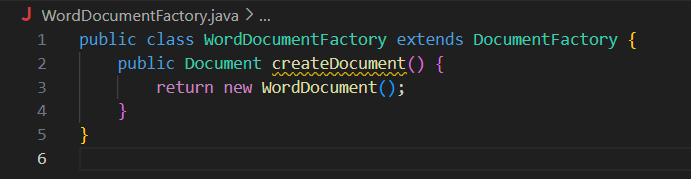 J WordDocumentFactory.java > ...
1 public class WordDocumentFactory extends DocumentFactory {
2     public Document createDocument() {
3         return new WordDocument();
4     }
5 }
6